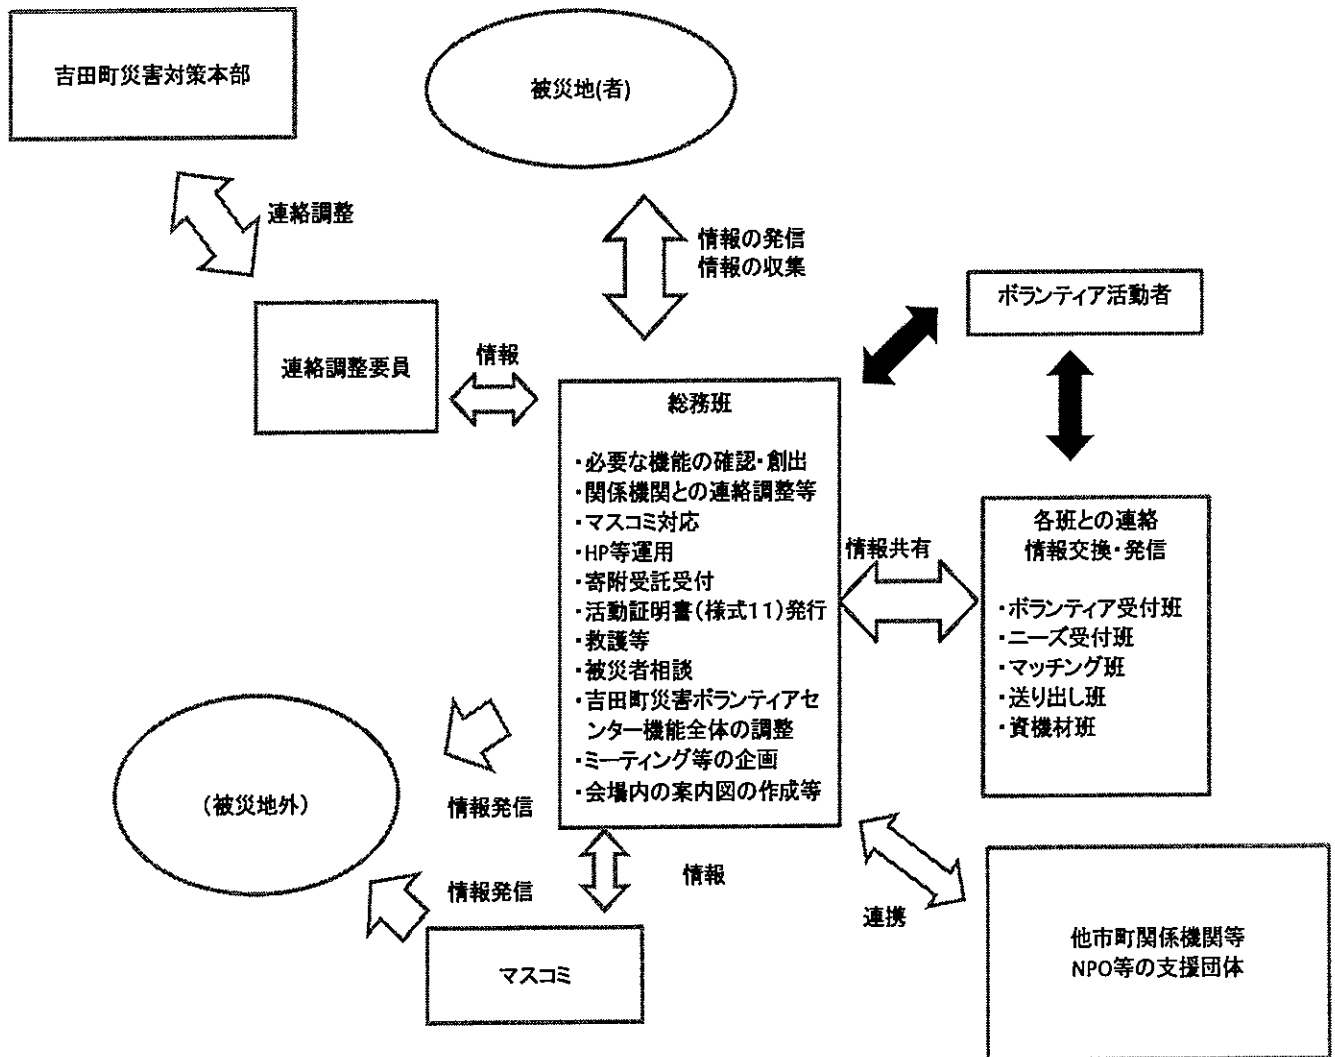 吉田町災害対策本部
被災地(者)
連絡調整
情報の発信
情報の収集
ボランティア活動者
連絡調整要員
情報
総務班
・必要な機能の確認・創出
・関係機関との連絡調整等
・マスコミ対応
・HP等運用
・寄附受託受付
・活動証明書(様式11)発行
・救護等
・被災者相談
・吉田町災害ボランティアセ
ンター機能全体の調整
・ミーティング等の企画
・会場内の案内図の作成等
情報共有
各班との連絡
情報交換・発信
・ボランティア受付班
・ニーズ受付班
・マッチング班
・送り出し班
・資機材班
(被災地外)
情報発信
情報発信
情報
マスコミ
連携
他市町関係機関等
NPO等の支援団体